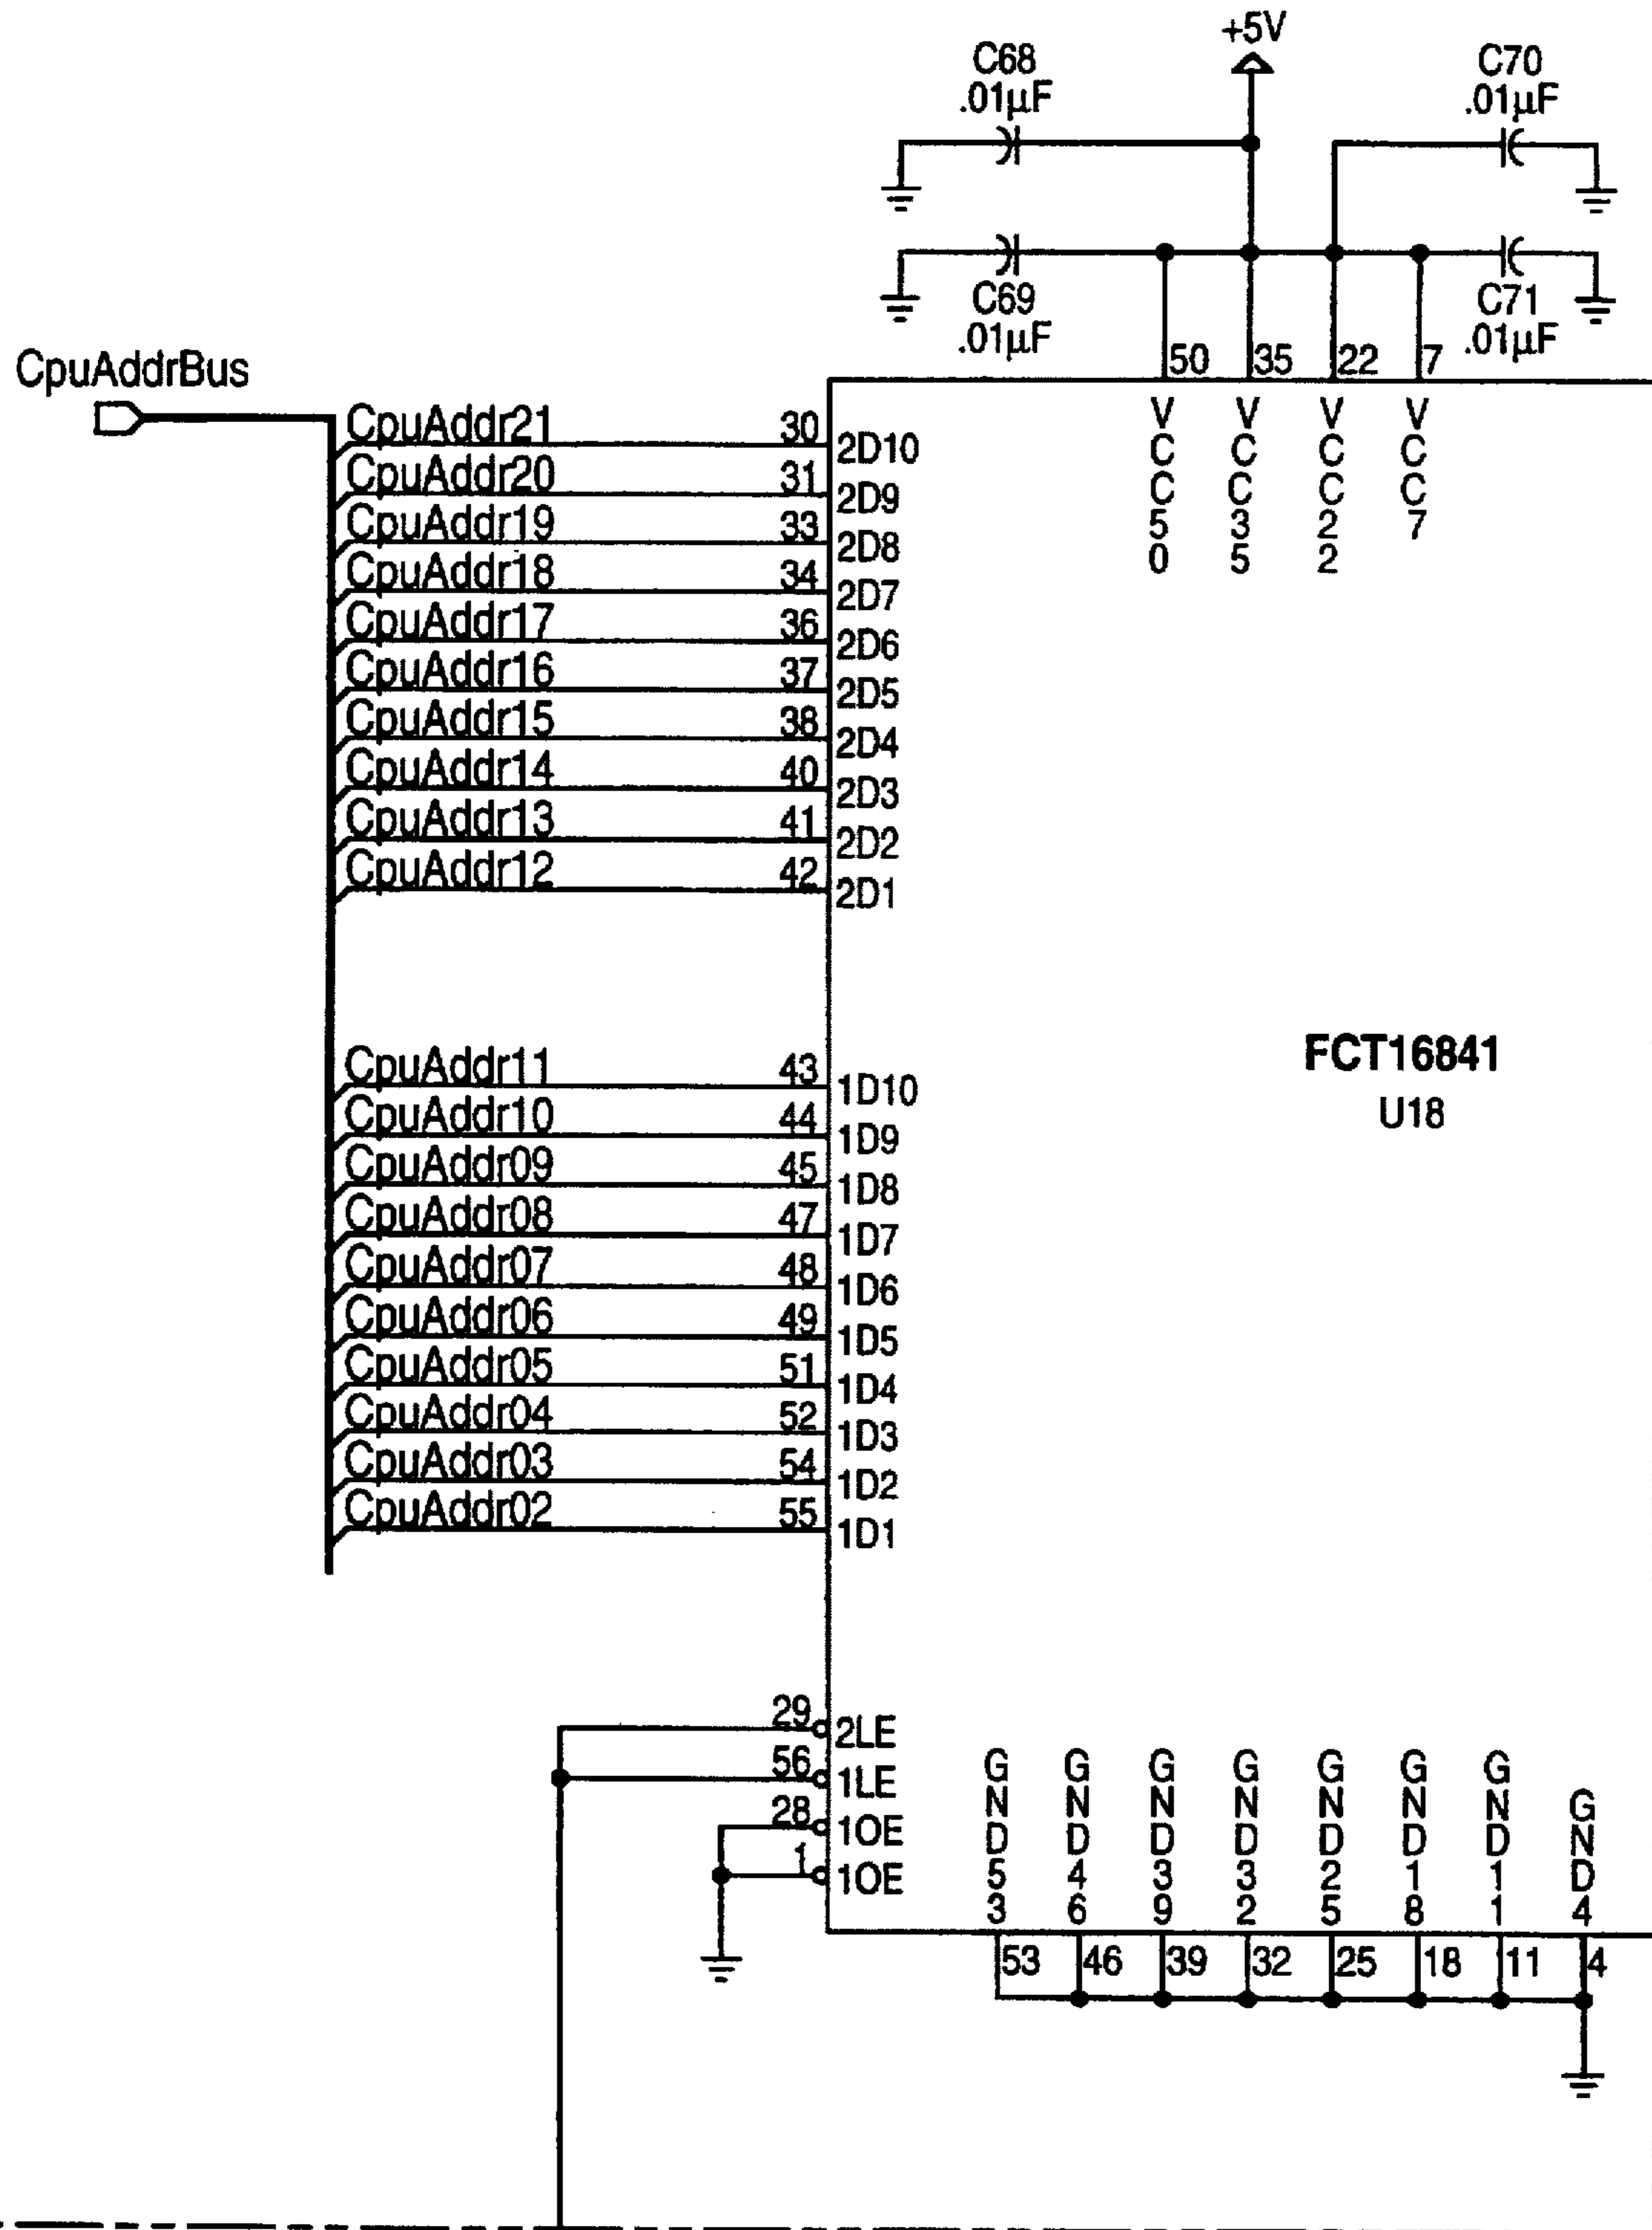 +5V
C68
.01µF
C70
.01µF
C69
.01µF
C71
.01µF
50 35 22 7
CpuAddrBus
VCC50 VCC35 VCC22 VCC7
CpuAddr21 30 2D10
CpuAddr20 31 2D9
CpuAddr19 33 2D8
CpuAddr18 34 2D7
CpuAddr17 36 2D6
CpuAddr16 37 2D5
CpuAddr15 38 2D4
CpuAddr14 40 2D3
CpuAddr13 41 2D2
CpuAddr12 42 2D1
FCT16841
U18
CpuAddr11 43 1D10
CpuAddr10 44 1D9
CpuAddr09 45 1D8
CpuAddr08 47 1D7
CpuAddr07 48 1D6
CpuAddr06 49 1D5
CpuAddr05 51 1D4
CpuAddr04 52 1D3
CpuAddr03 54 1D2
CpuAddr02 55 1D1
29 2LE
56 1LE
28 1OE
1 1OE
GND53 GND46 GND39 GND32 GND25 GND18 GND11 GND4
53 46 39 32 25 18 11 4